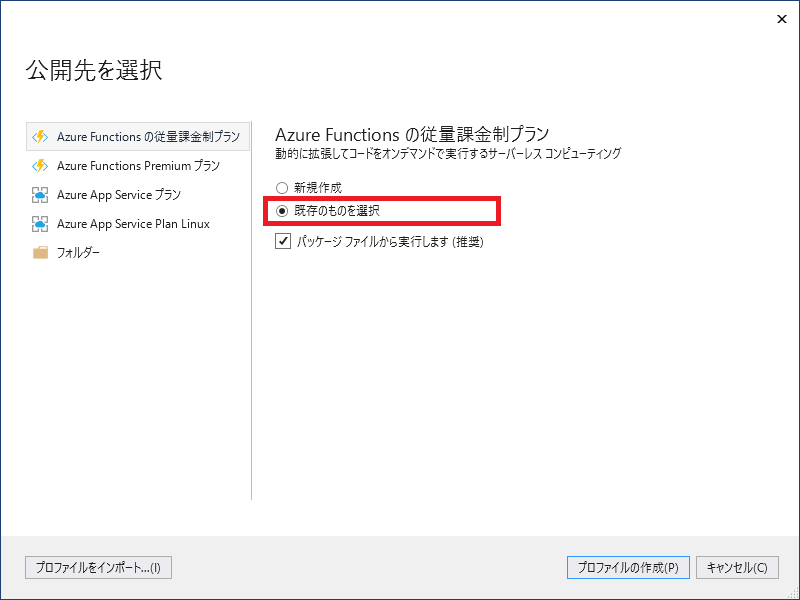 公開先を選択
Azure Functions の従量課金制プラン
Azure Functions Premium プラン
Azure App Service プラン
Azure App Service Plan Linux
フォルダー
Azure Functions の従量課金制プラン
動的に拡張してコードをオンデマンドで実行するサーバーレス コンピューティング
新規作成
既存のものを選択
パッケージ ファイルから実行します (推奨)
プロファイルをインポート...(I)
プロファイルの作成(P)
キャンセル(C)